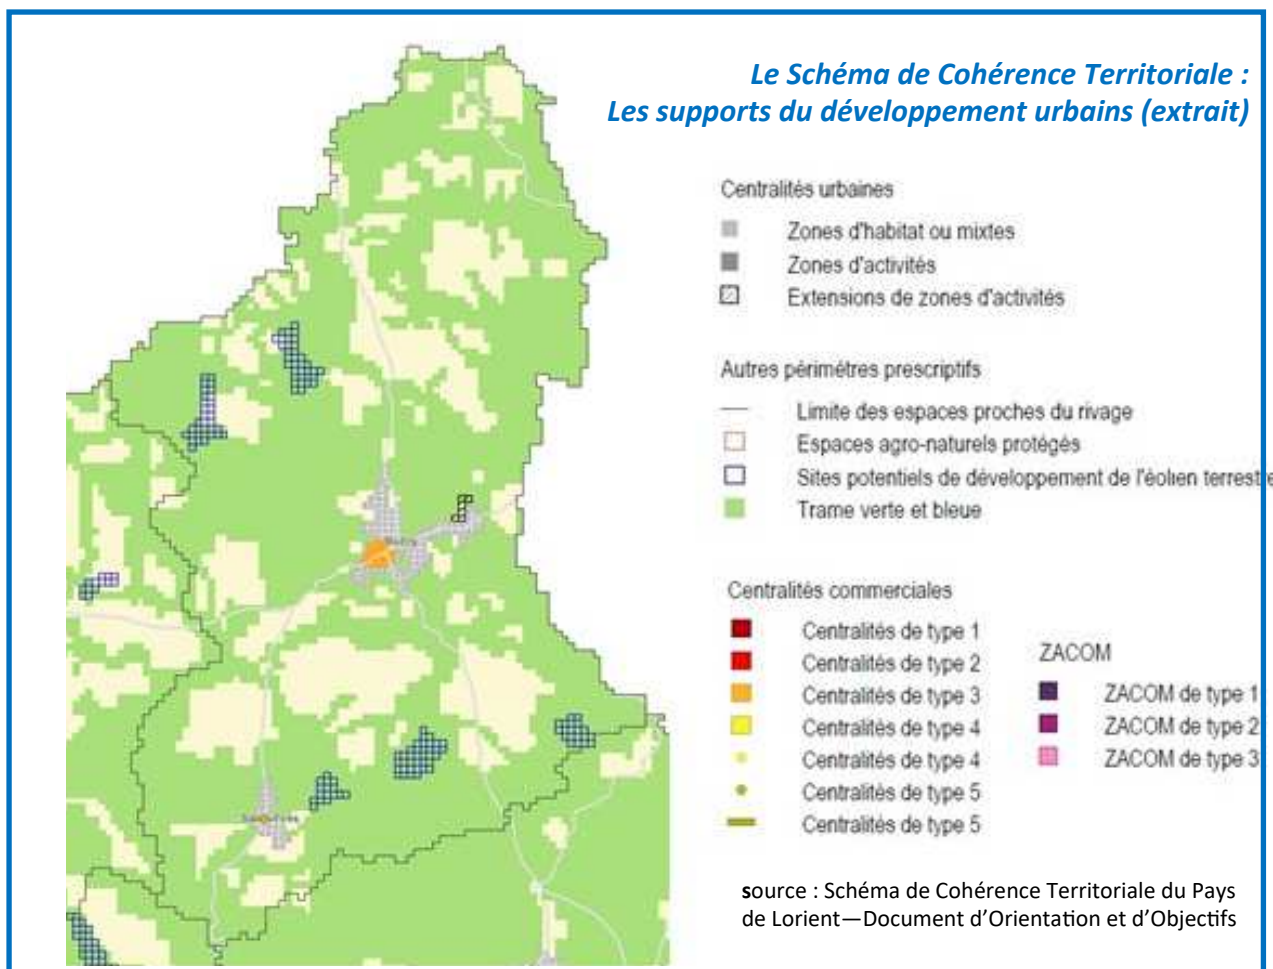 Le Schéma de Cohérence Territoriale :
Les supports du développement urbains (extrait)
Centralités urbaines
Zones d'habitat ou mixtes
Zones d'activités
Extensions de zones d'activités
Autres périmètres prescriptifs
Limite des espaces proches du rivage
Espaces agro-naturels protégés
Sites potentiels de développement de l'éolien terrestre
Trame verte et bleue
Centralités commerciales
Centralités de type 1
Centralités de type 2
Centralités de type 3
Centralités de type 4
Centralités de type 4
Centralités de type 5
Centralités de type 5
ZACOM
ZACOM de type 1
ZACOM de type 2
ZACOM de type 3
source : Schéma de Cohérence Territoriale du Pays
de Lorient—Document d'Orientation et d'Objectifs